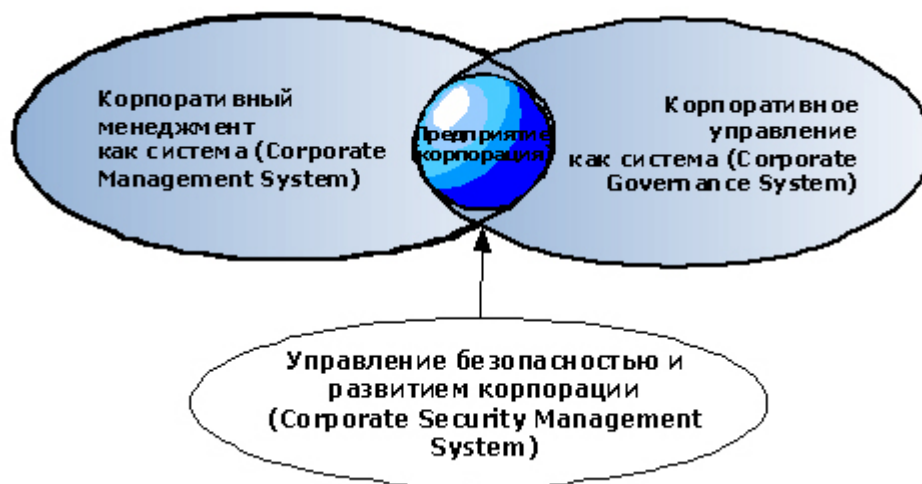 Корпоративный
менеджмент
как система (Corporate
Management System)
Предприятие
корпорация
Корпоративное
управление
как система (Corporate
Governance System)
Управление безопасностью и
развитием корпорации
(Corporate Security Management
System)